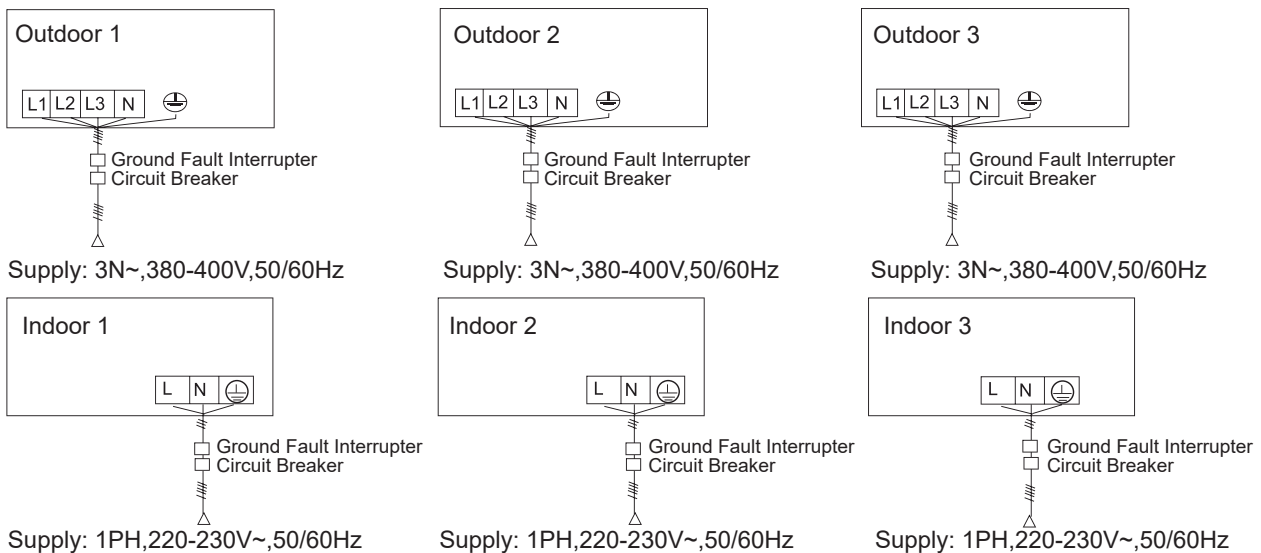 Outdoor 1
L1 L2 L3 N
Ground Fault Interrupter
Circuit Breaker
Supply: 3N~,380-400V,50/60Hz
Outdoor 2
L1 L2 L3 N
Ground Fault Interrupter
Circuit Breaker
Supply: 3N~,380-400V,50/60Hz
Outdoor 3
L1 L2 L3 N
Ground Fault Interrupter
Circuit Breaker
Supply: 3N~,380-400V,50/60Hz
Indoor 1
L N
Ground Fault Interrupter
Circuit Breaker
Supply: 1PH,220-230V~,50/60Hz
Indoor 2
L N
Ground Fault Interrupter
Circuit Breaker
Supply: 1PH,220-230V~,50/60Hz
Indoor 3
L N
Ground Fault Interrupter
Circuit Breaker
Supply: 1PH,220-230V~,50/60Hz